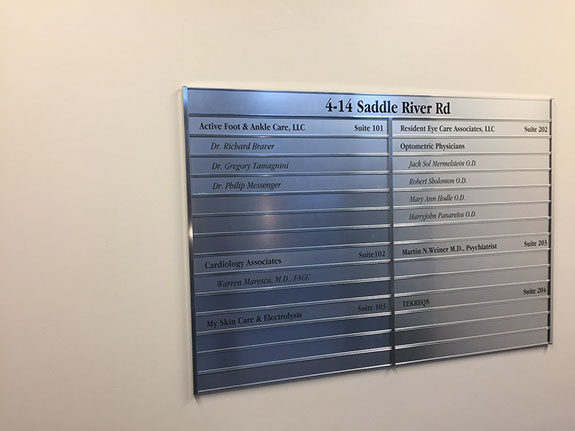 4-14 Saddle River Rd
Active Foot & Ankle Care, LLC Suite 101
Dr. Richard Braver
Dr. Gregory Tamagnini
Dr. Philip Messenger
Cardiology Associates Suite102
Warren Maresca, M.D., FACC
My Skin Care & Electrolysis Suite 103
Resident Eye Care Associates, LLC Suite 202
Optometric Physicians
Jack Sol Mermelstein O.D.
Robert Sholomon O.D.
Mary Ann Hodle O.D.
Harryjohn Panaretos O.D.
Martin N.Weiner M.D., Psychiatrist Suite 203
Suite 204
TEKREQS